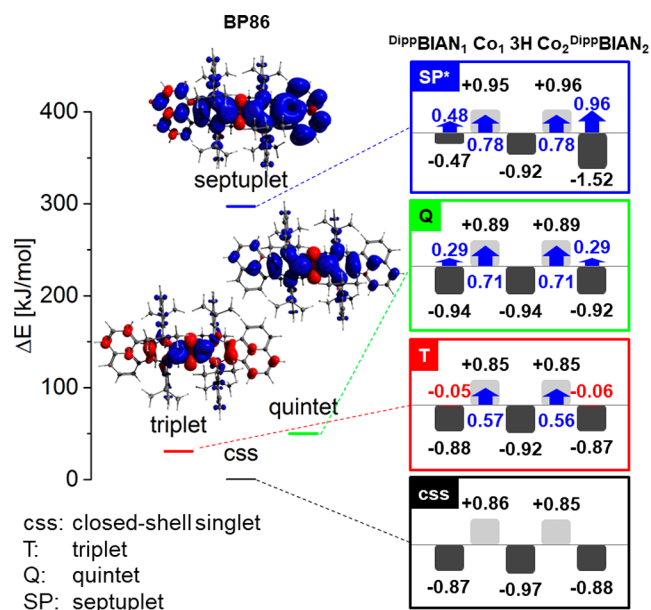 BP86
DippBIAN₁ Co₁ 3H Co₂ DippBIAN₂
ΔE [kJ/mol]
400
300
200
100
0
septuplet
triplet
quintet
css
SP*
+0.95 +0.96
0.48 0.96
0.78 0.78
-0.47 -0.92 -1.52
Q
+0.89 +0.89
0.29 0.29
0.71 0.71
-0.94 -0.94 -0.92
T
+0.85 +0.85
-0.05 -0.06
0.57 0.56
-0.88 -0.92 -0.87
css
+0.86 +0.85
-0.87 -0.97 -0.88
css: closed-shell singlet
T: triplet
Q: quintet
SP: septuplet